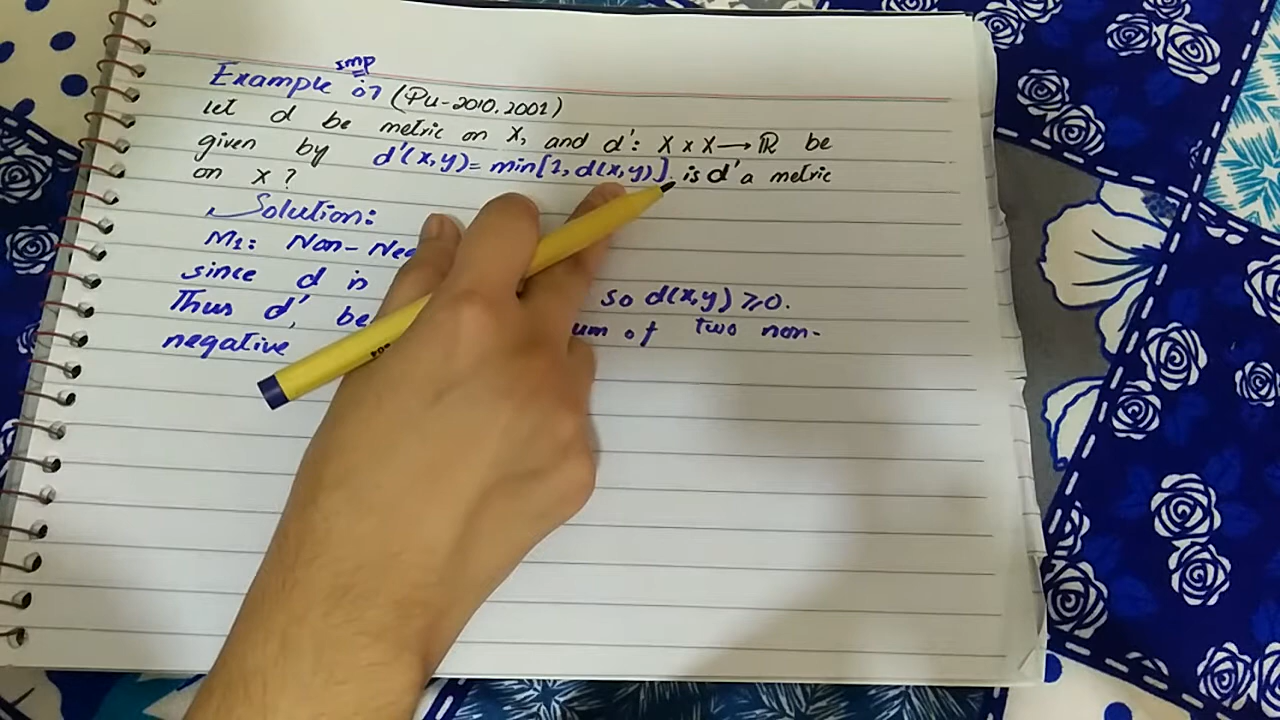 Imp
Example 07 (PU-2010,2001)
Let d be metric on X, and d': X x X → ℝ be
given by d'(x,y) = min[1, d(x,y)]. is d' a metric
on X ?
Solution:
M1: Non-Neg
since d is so d(x,y) ≥0.
Thus d', be um of two non-
negative